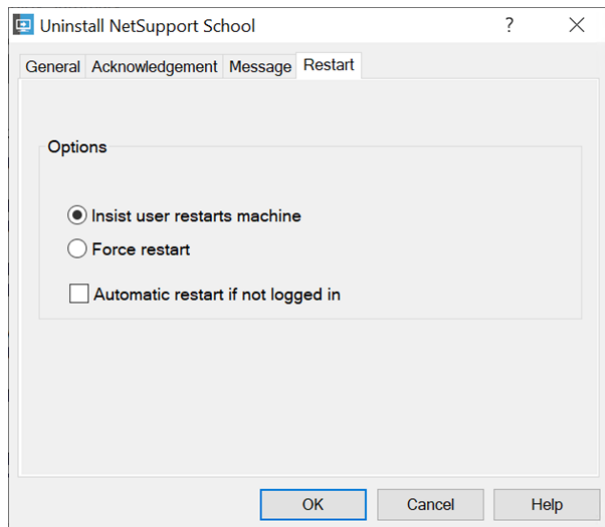 Uninstall NetSupport School ?
General Acknowledgement Message Restart
Options
Insist user restarts machine
Force restart
Automatic restart if not logged in
OK Cancel Help